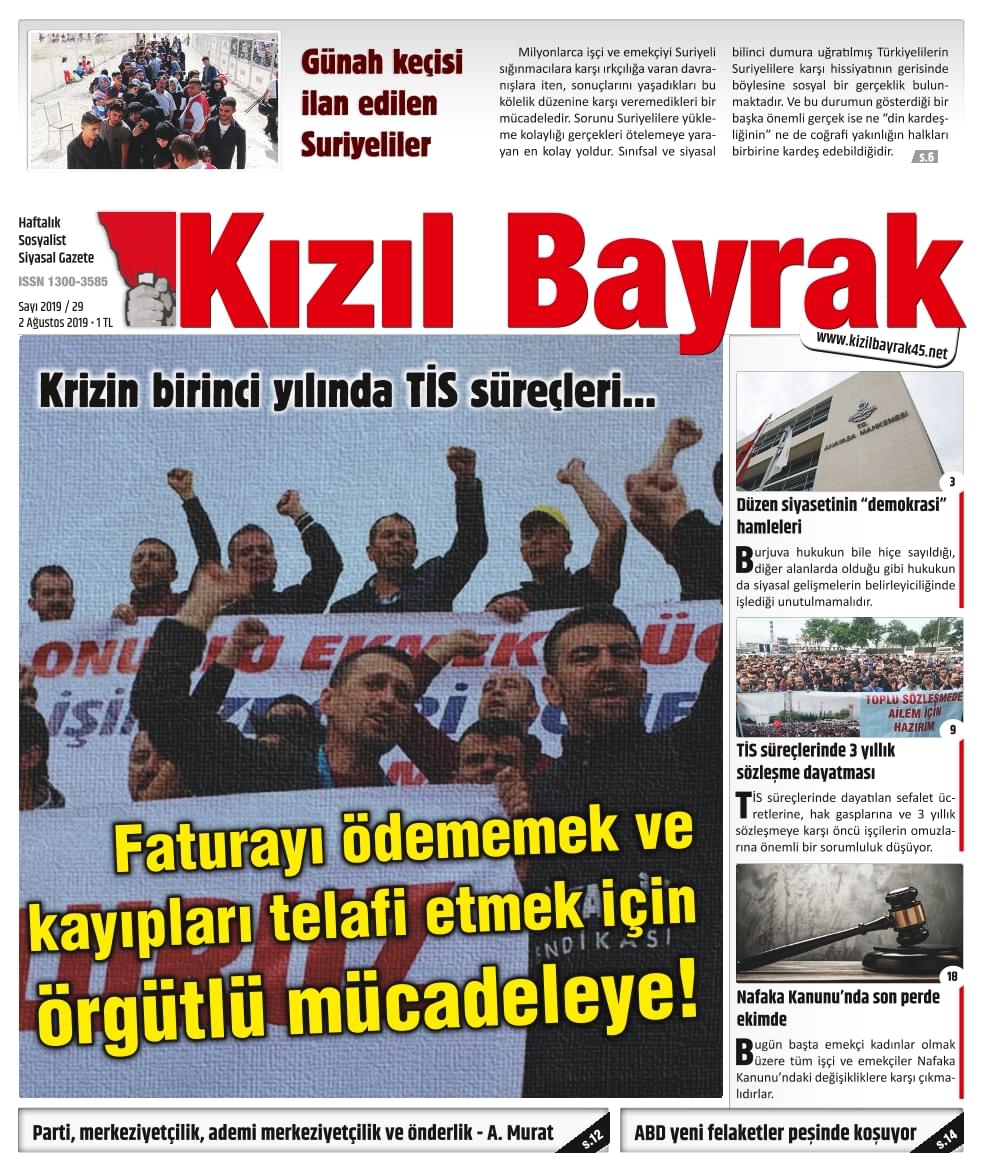 Günah keçisi
ilan edilen
Suriyeliler
Milyonlarca işçi ve emekçiyi Suriyeli
sığınmacılara karşı ırkçılığa varan davra-
nışlara iten, sonuçlarını yaşadıkları bu
kölelik düzenine karşı veremedikleri bir
mücadeledir. Sorunu Suriyelilere yükle-
me kolaylığı gerçekleri ötelemeye yara-
yan en kolay yoldur. Sınıfsal ve siyasal
bilinci dumura uğratılmış Türkiyelilerin
Suriyelilere karşı hissiyatının gerisinde
böylesine sosyal bir gerçeklik bulun-
maktadır. Ve bu durumun gösterdiği bir
başka önemli gerçek ise ne “din kardeş-
liğinin” ne de coğrafi yakınlığın halkları
birbirine kardeş edebildiğidir.
s.6
Haftalık
Sosyalist
Siyasal Gazete
ISSN 1300-3585
Sayı 2019 / 29
2 Ağustos 2019 • 1 TL
Kızıl Bayrak
www.kizilbayrak45.net
Krizin birinci yılında TİS süreçleri...
EKMEK
NDİKASI
Faturayı ödememek ve
kayıpları telafi etmek için
örgütlü mücadeleye!
T.C.
ANAYASA MAHKEMESİ
3
Düzen siyasetinin “demokrasi”
hamleleri
Burjuva hukukun bile hiçe sayıldığı,
diğer alanlarda olduğu gibi hukukun
da siyasal gelişmelerin belirleyiciliğinde
işlediği unutulmamalıdır.
TOPLU SÖZLEŞMEDE
AILEM İÇİN
HAZIRIM
9
TİS süreçlerinde 3 yıllık
sözleşme dayatması
TİS süreçlerinde dayatılan sefalet üc-
retlerine, hak gasplarına ve 3 yıllık
sözleşmeye karşı öncü işçilerin omuzla-
rına önemli bir sorumluluk düşüyor.
18
Nafaka Kanunu’nda son perde
ekimde
Bugün başta emekçi kadınlar olmak
üzere tüm işçi ve emekçiler Nafaka
Kanunu’ndaki değişikliklere karşı çıkma-
lıdırlar.
Parti, merkeziyetçilik, ademi merkeziyetçilik ve önderlik - A. Murat
s.12
ABD yeni felaketler peşinde koşuyor
s.14